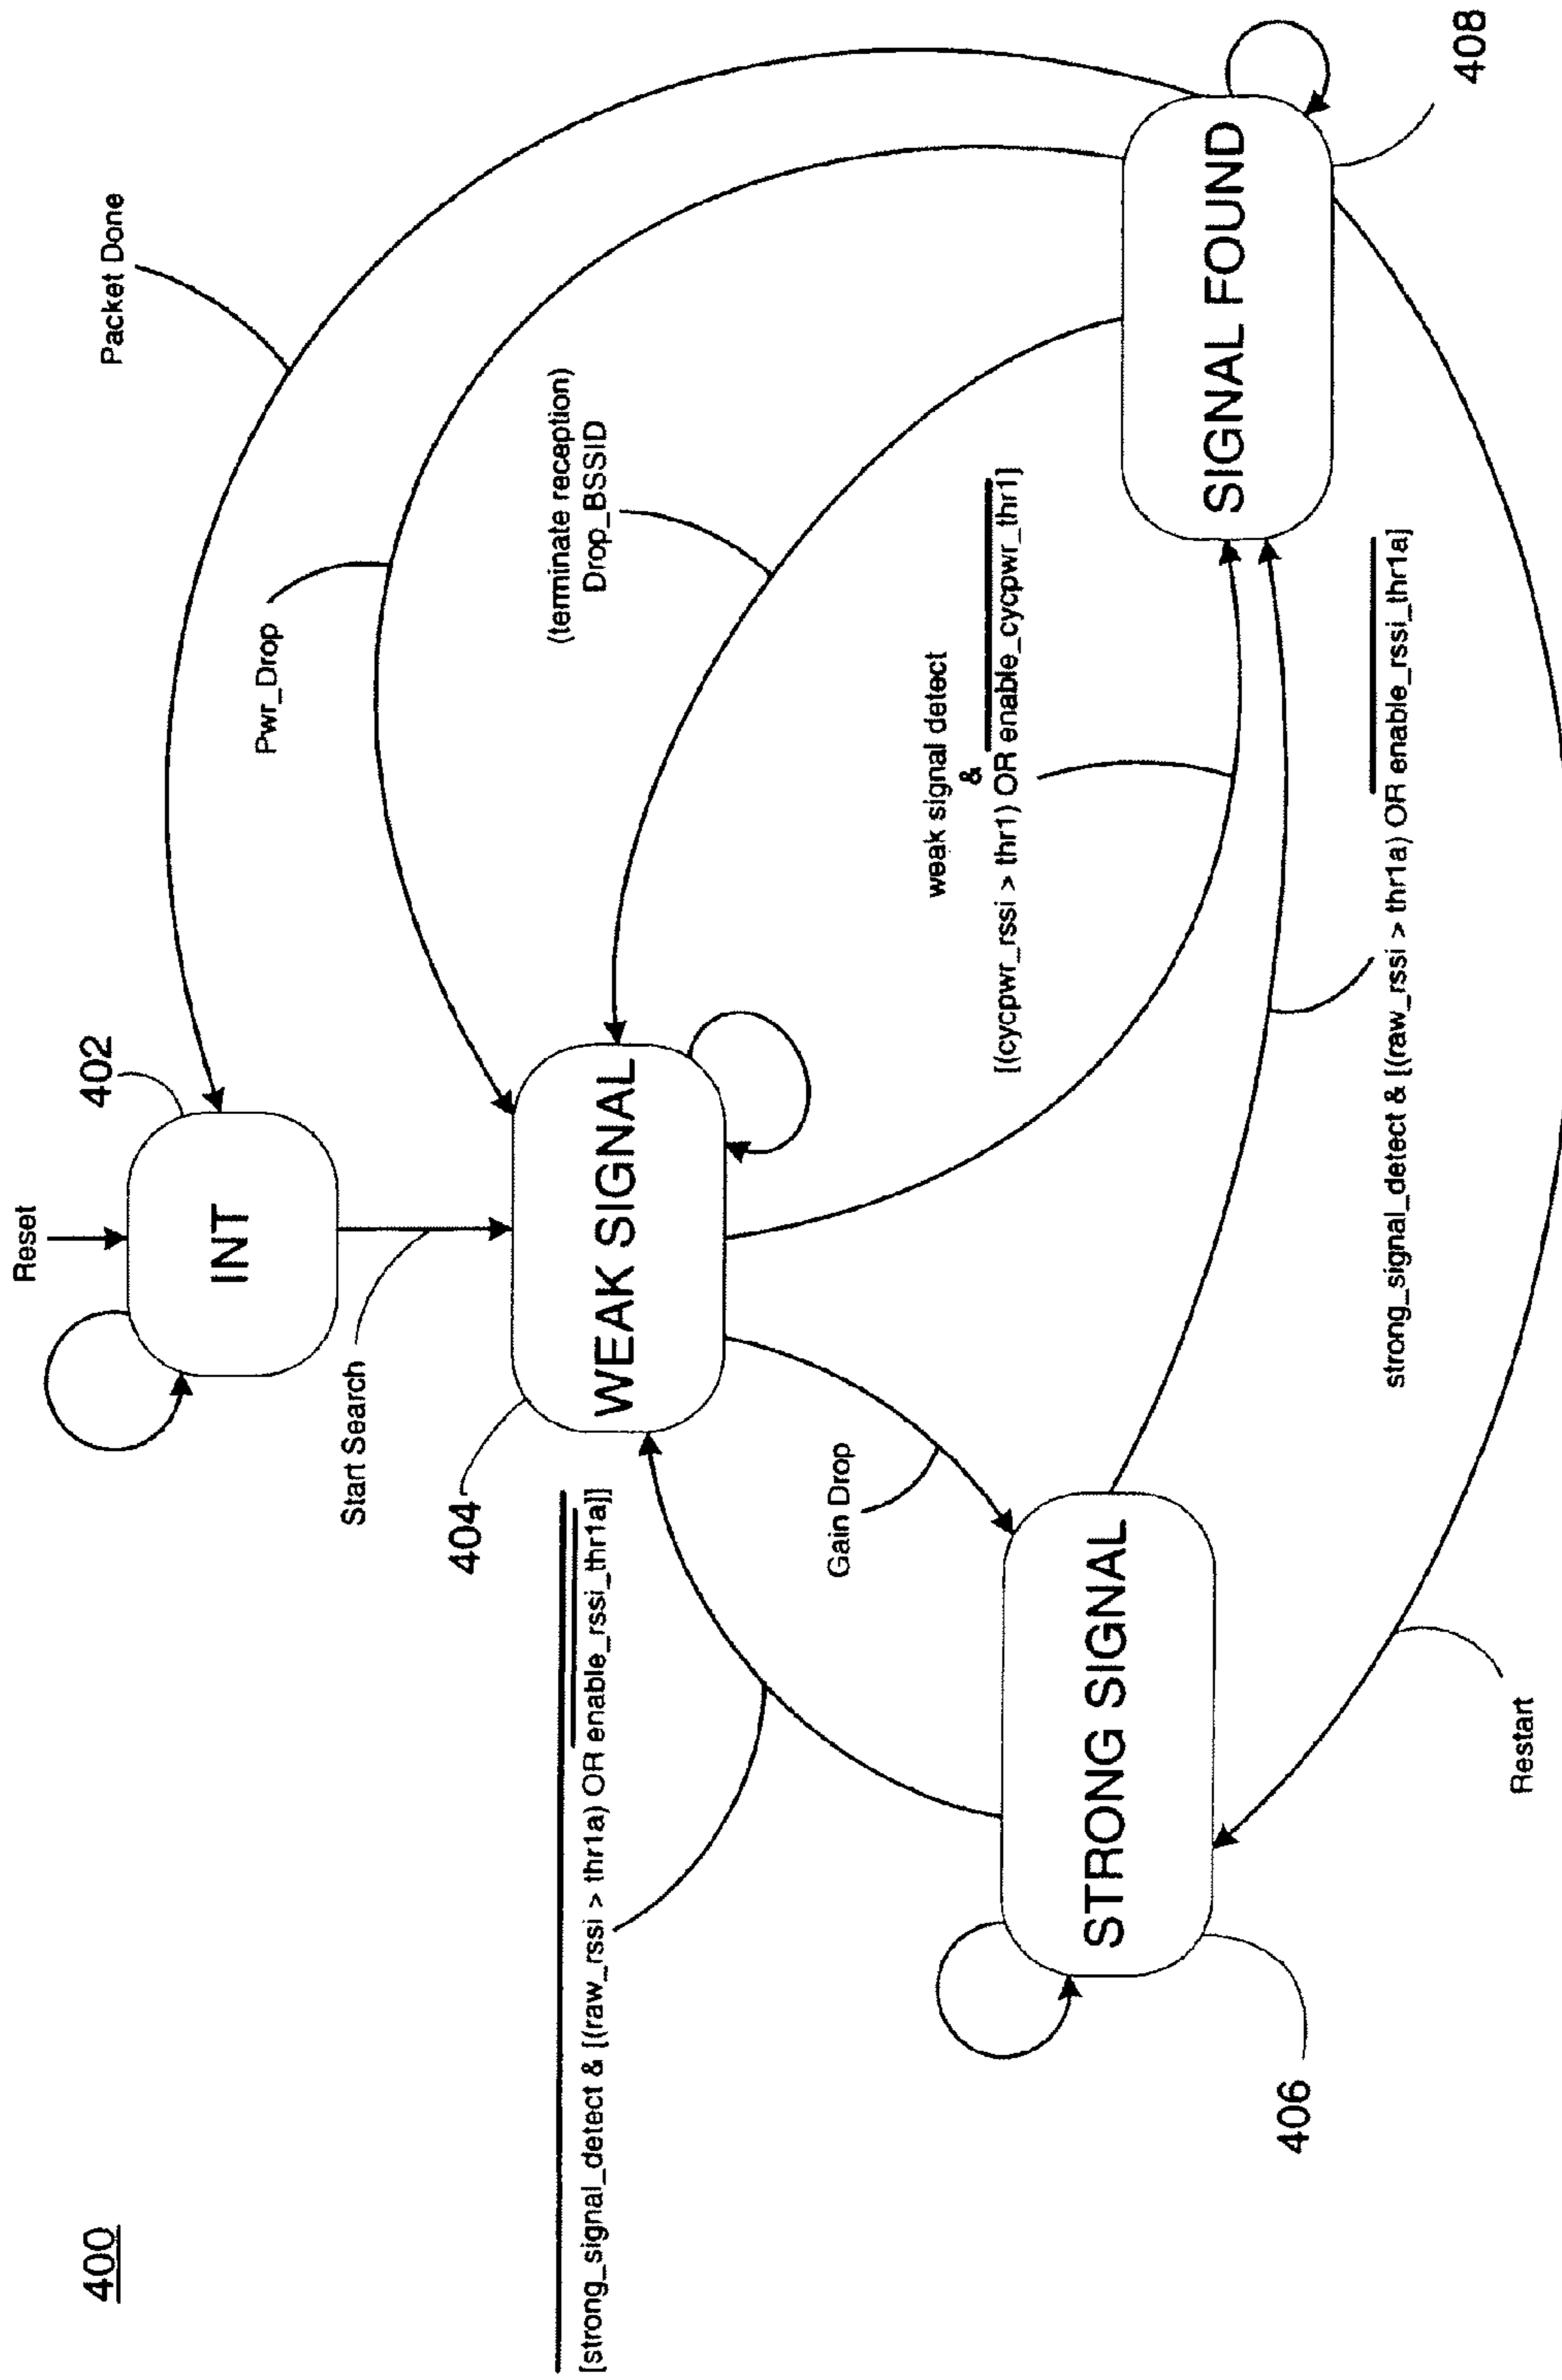 400
Reset
402
INT
Packet Done
Start Search
Pwr_Drop
404
WEAK SIGNAL
(terminate reception)
Drop_BSSID
[strong_signal_detect & [(raw_rssi > thr1a) OR enable_rssi_thr1a]]
Gain Drop
weak signal detect
&
[(cycpwr_rssi > thr1) OR enable_cycpwr_thr1]
STRONG SIGNAL
SIGNAL FOUND
406
strong_signal_detect & [(raw_rssi > thr1a) OR enable_rssi_thr1a]
408
Restart